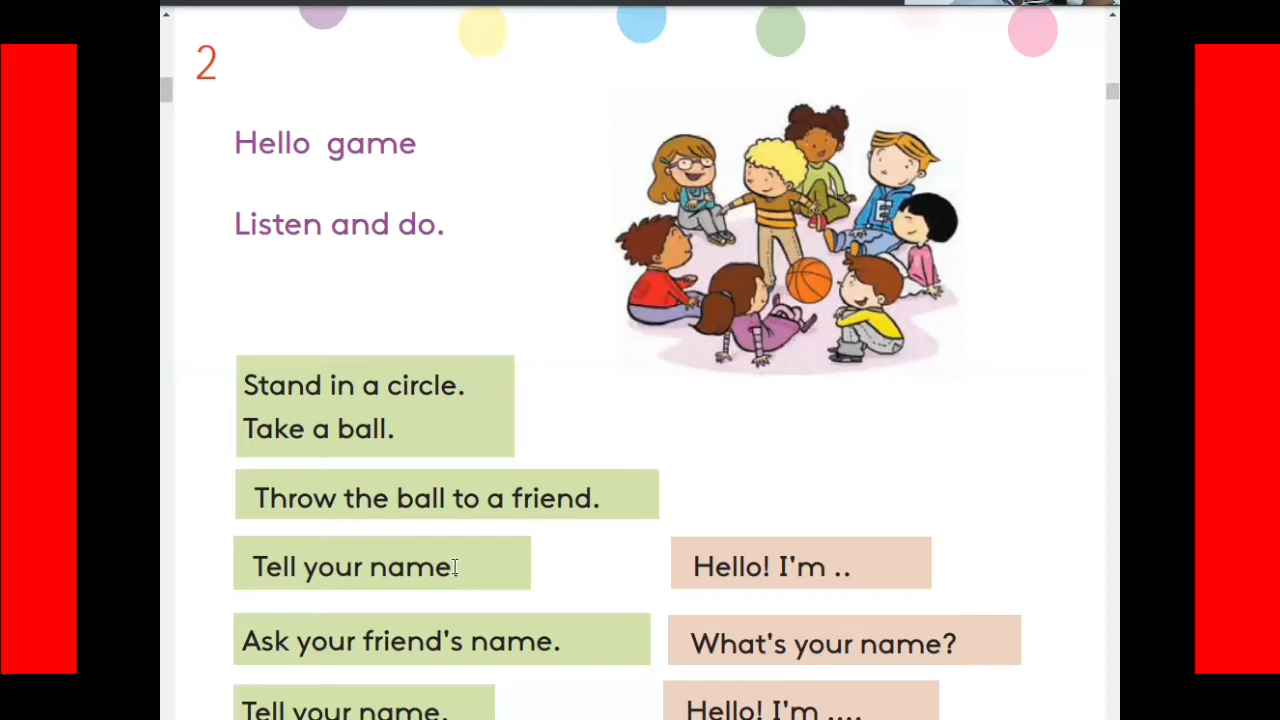 2
Hello game
Listen and do.
Stand in a circle.
Take a ball.
Throw the ball to a friend.
Tell your name.
Hello! I'm ..
Ask your friend's name.
What's your name?
Tell your name.
Hello! I'm ....